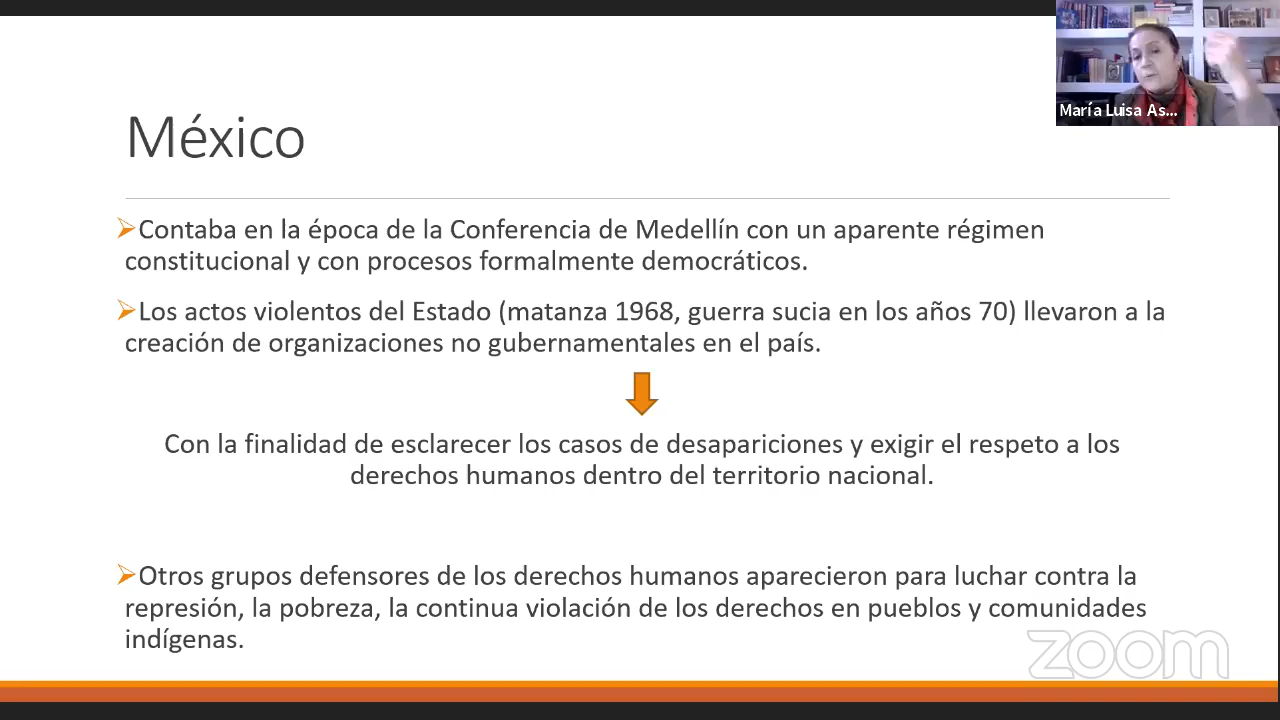 María Luisa As...
México
Contaba en la época de la Conferencia de Medellín con un aparente régimen
constitucional y con procesos formalmente democráticos.
Los actos violentos del Estado (matanza 1968, guerra sucia en los años 70) llevaron a la
creación de organizaciones no gubernamentales en el país.
Con la finalidad de esclarecer los casos de desapariciones y exigir el respeto a los
derechos humanos dentro del territorio nacional.
Otros grupos defensores de los derechos humanos aparecieron para luchar contra la
represión, la pobreza, la continua violación de los derechos en pueblos y comunidades
indígenas.
zoom